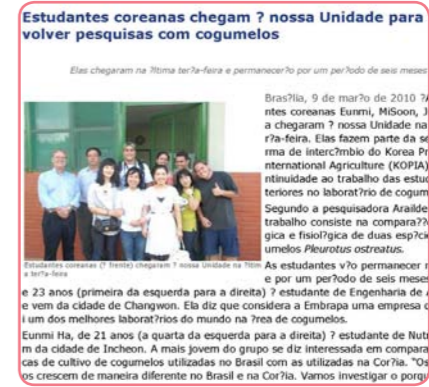 Estudantes coreanas chegam ? nossa Unidade para
volver pesquisas com cogumelos
Elas chegaram na ?ltima ter?a-feira e permanecer?o por um per?odo de seis meses
Bras?lia, 9 de mar?o de 2010 ?
ntes coreanas Eunmi, MiSoon, J
a chegaram ? nossa Unidade na
r?a-feira. Elas fazem parte da se
rma de interc?mbio do Korea Pr
nternational Agriculture (KOPIA)
ntinuidade ao trabalho das estud
teriores no laborat?rio de cogum
Segundo a pesquisadora Araílde
trabalho consiste na compara??
gica e fisiol?gica de duas esp?cie
umelos Pleurotus ostreatus.
Estudantes coreanas (? frente) chegaram ? nossa Unidade na ?ltim
a ter?a-feira
As estudantes v?o permanecer n
e por um per?odo de seis meses
e 23 anos (primeira da esquerda para a direita) ? estudante de Engenharia de A
e vem da cidade de Changwon. Ela diz que considera a Embrapa uma empresa d
i um dos melhores laborat?rios do mundo na ?rea de cogumelos.
Eunmi Ha, de 21 anos (a quarta da esquerda para a direita) ? estudante de Nutr
m da cidade de Incheon. A mais jovem do grupo se diz interessada em compara
cas de cultivo de cogumelos utilizadas no Brasil com as utilizadas na Cor?ia. "Os
os crescem de maneira diferente no Brasil e na Cor?ia. Vamos investigar o porqu